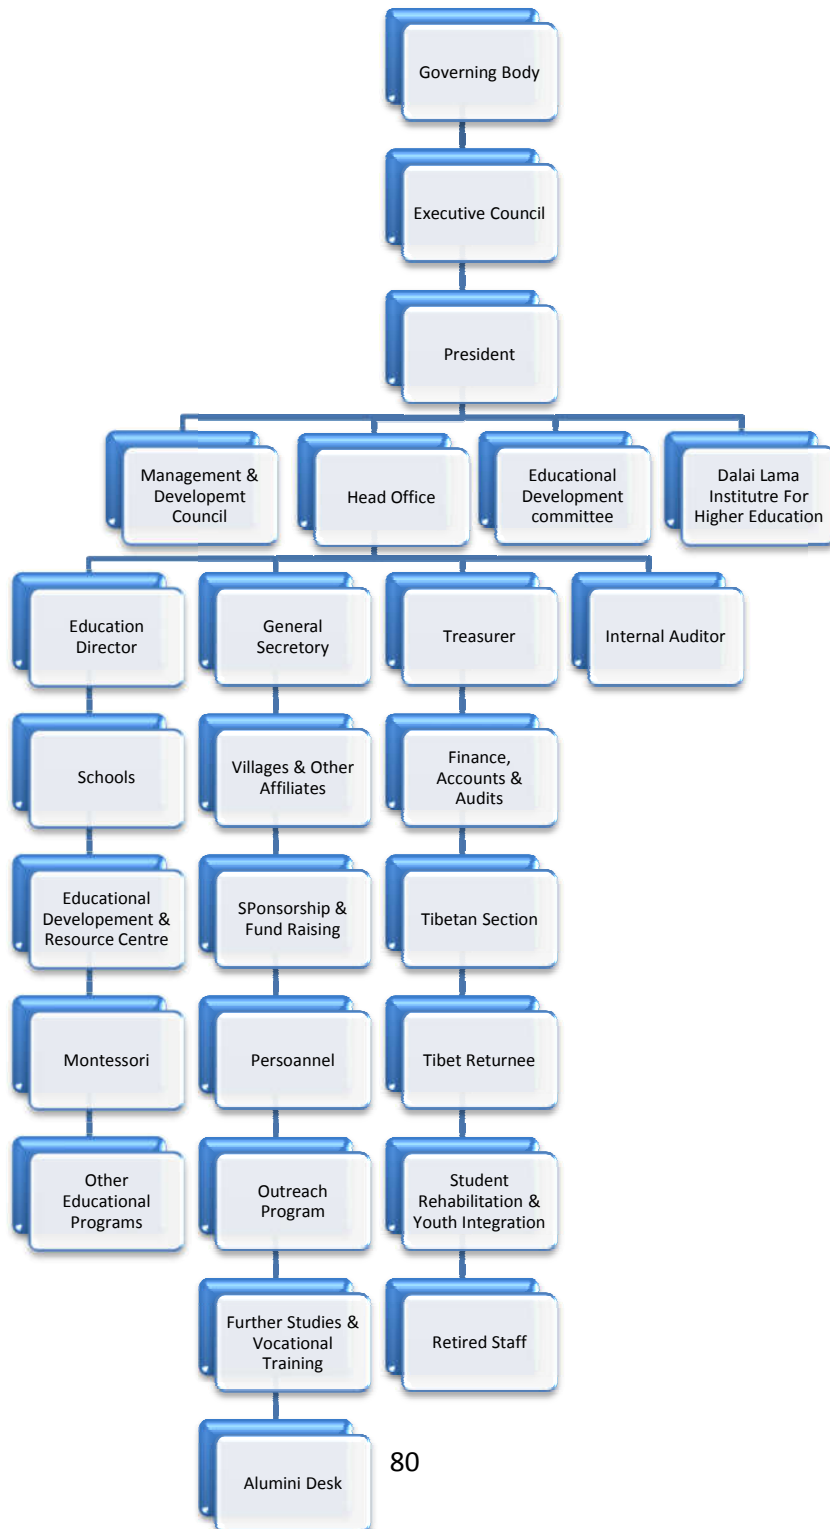 Governing Body
Executive Council
President
Management &
Developemt
Council
Head Office
Educational
Development
committee
Dalai Lama
Institutre For
Higher Education
Education
Director
General
Secretory
Treasurer
Internal Auditor
Schools
Villages & Other
Affiliates
Finance,
Accounts &
Audits
Educational
Developement &
Resource Centre
SPonsorship &
Fund Raising
Tibetan Section
Montessori
Persoannel
Tibet Returnee
Other
Educational
Programs
Outreach
Program
Student
Rehabilitation &
Youth Integration
Further Studies &
Vocational
Training
Retired Staff
Alumini Desk
80